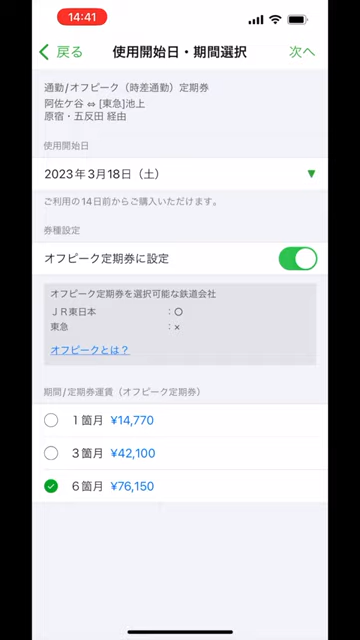 14:41
戻る
使用開始日・期間選択
次へ
通勤/オフピーク（時差通勤）定期券
阿佐ケ谷 ⇔ [東急]池上
原宿・五反田 経由
使用開始日
2023年3月18日（土）
ご利用の14日前からご購入いただけます。
券種設定
オフピーク定期券に設定
オフピーク定期券を選択可能な鉄道会社
ＪＲ東日本 ：〇
東急 ：×
オフピークとは？
期間/定期券運賃（オフピーク定期券）
１箇月 ¥14,770
３箇月 ¥42,100
６箇月 ¥76,150